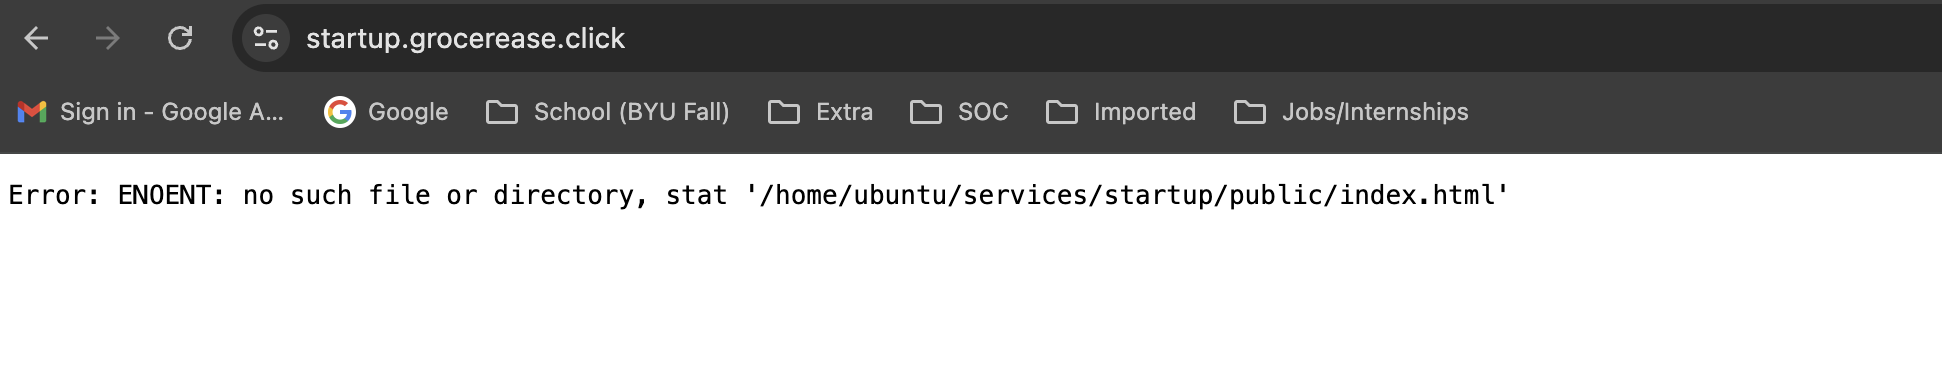 startup.grocerease.click
Sign in - Google A... Google School (BYU Fall) Extra SOC Imported Jobs/Internships
Error: ENOENT: no such file or directory, stat '/home/ubuntu/services/startup/public/index.html'